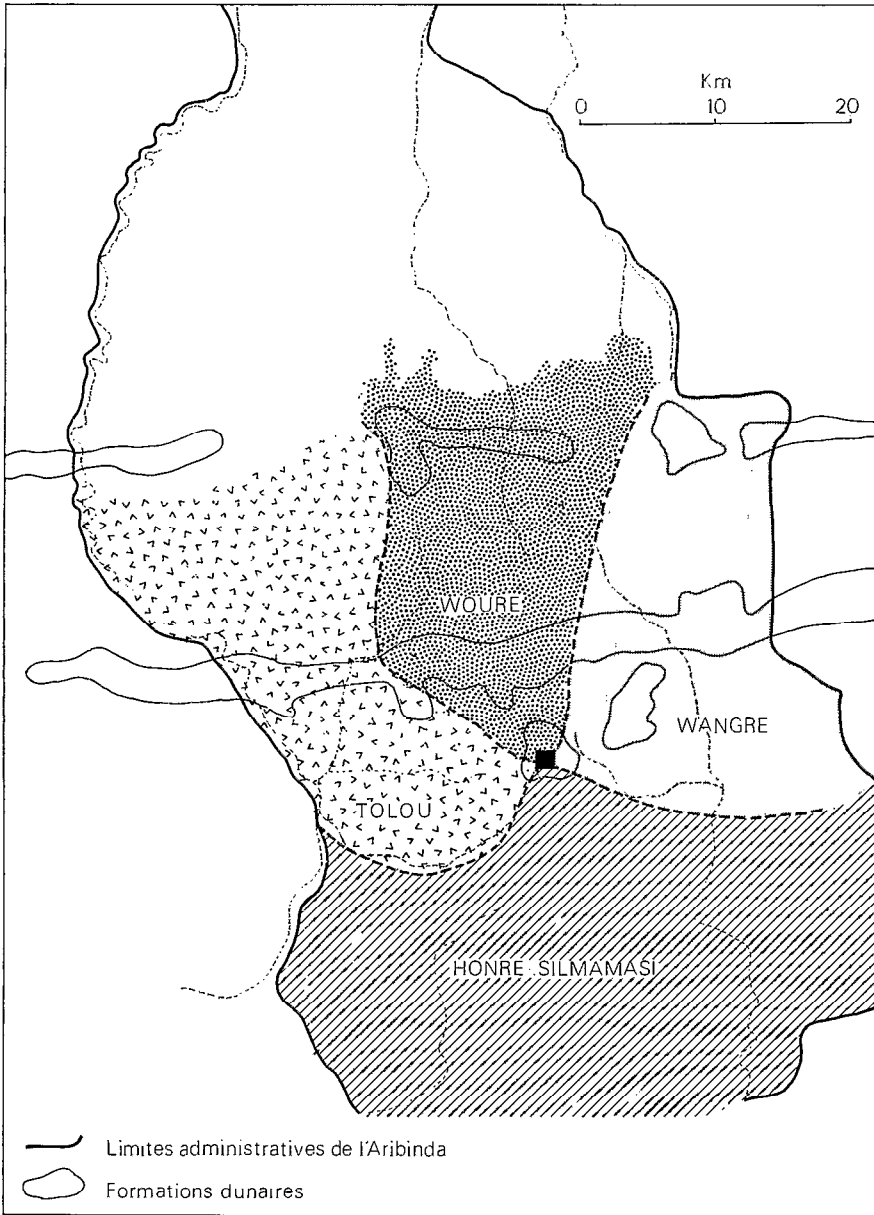 Km
0 10 20
WOURE
WANGRE
TOLOU
HONRE SILMAMASI
Limites administratives de l'Aribinda
Formations dunaires